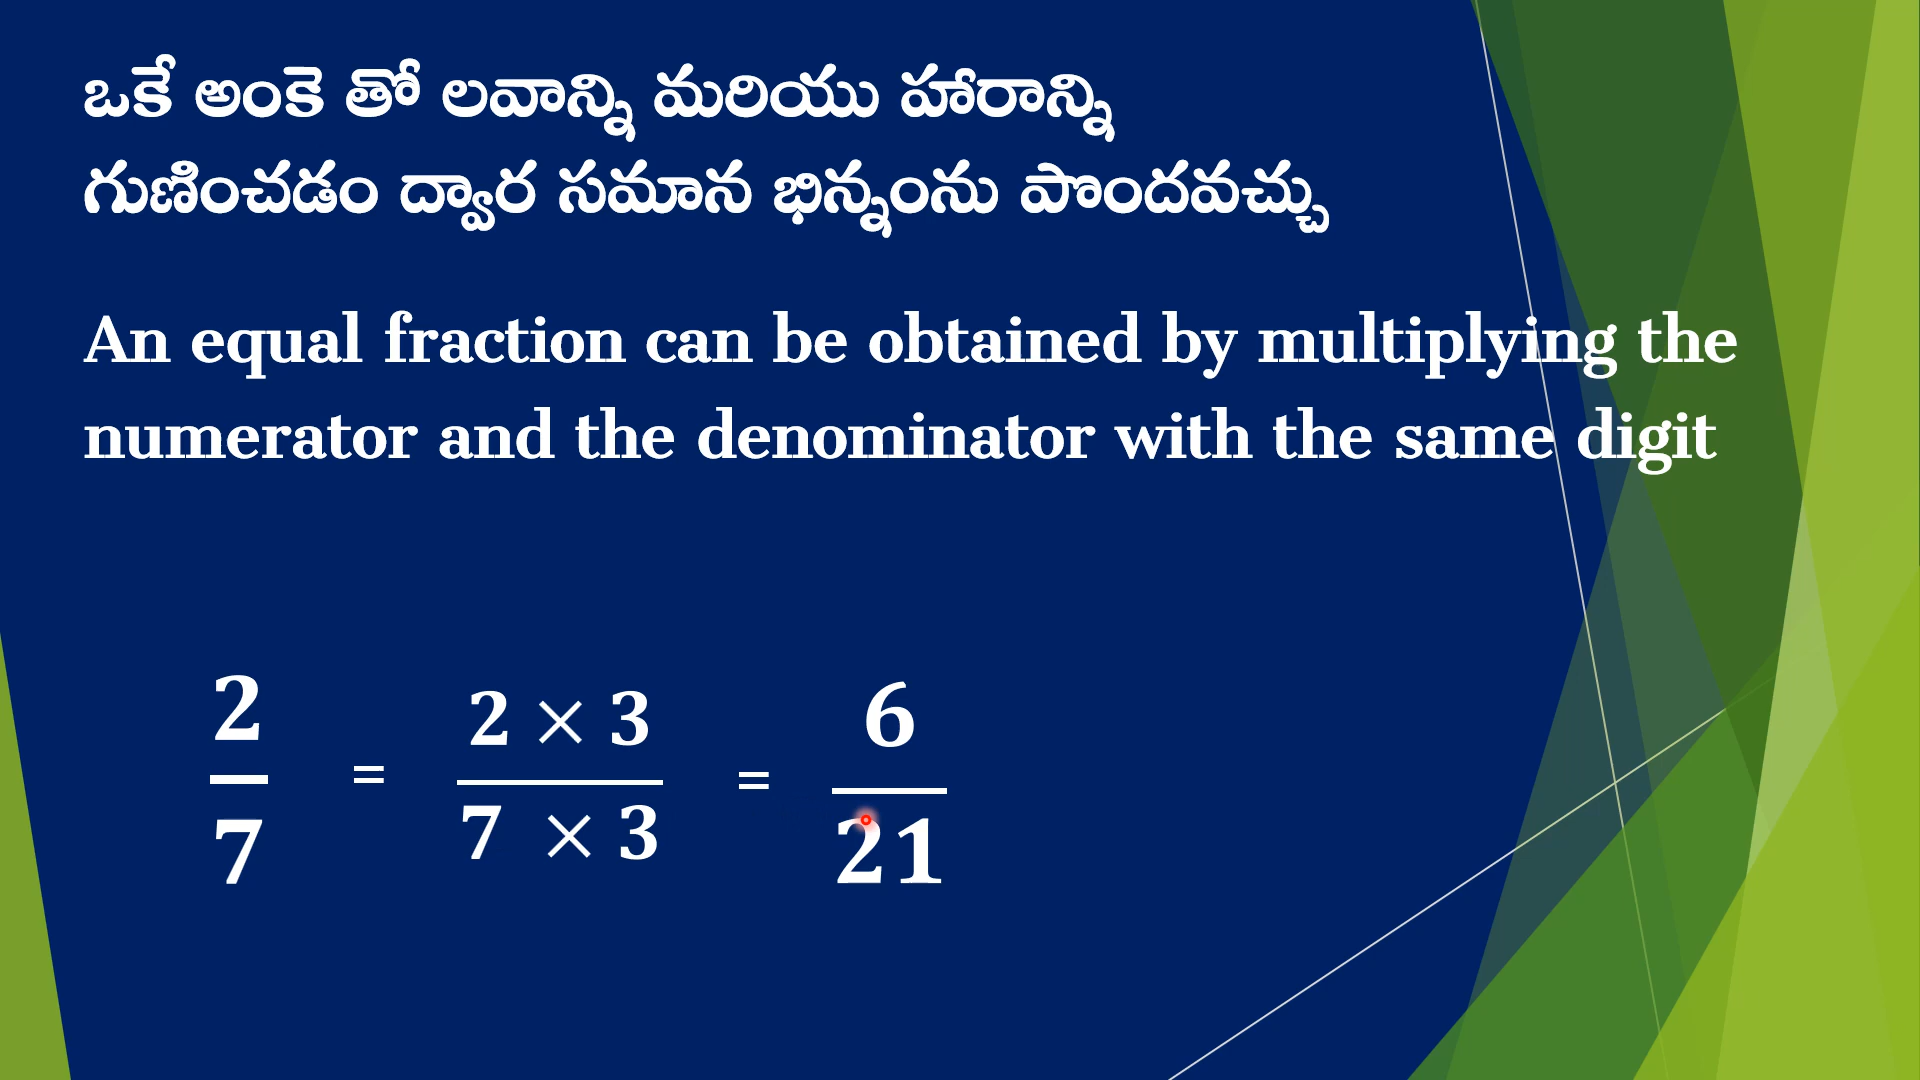 ఒకే అంకె తో లవాన్ని మరియు హారాన్ని
గుణించడం ద్వార సమాన భిన్నంను పొందవచ్చు
An equal fraction can be obtained by multiplying the
numerator and the denominator with the same digit
2/7 = 2 × 3/7 × 3 = 6/21